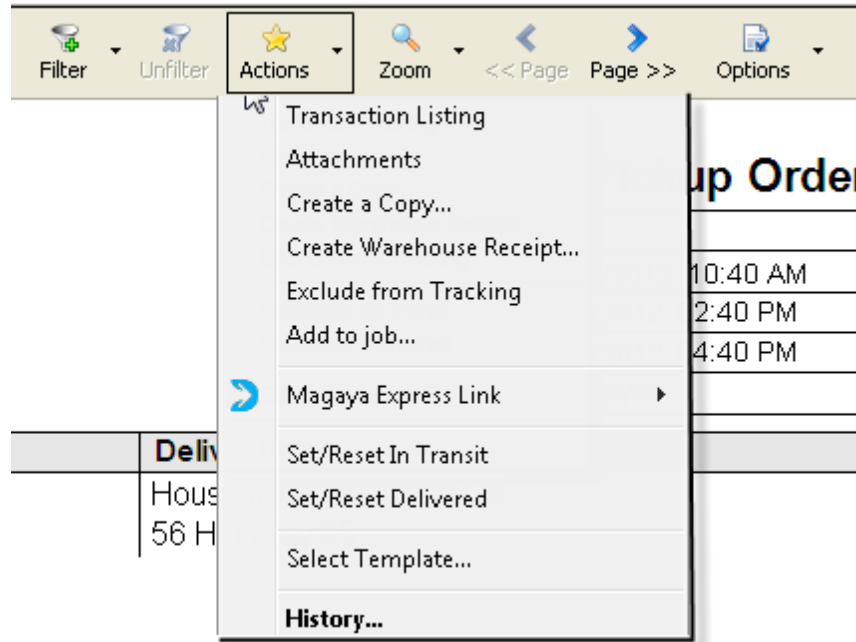 Filter Unfilter Actions Zoom << Page Page >> Options
Transaction Listing
Attachments
up Order
Create a Copy...
Create Warehouse Receipt...
10:40 AM
Exclude from Tracking
2:40 PM
Add to job...
4:40 PM
Magaya Express Link
Deliv
Set/Reset In Transit
Hous
Set/Reset Delivered
56 H
Select Template...
History...